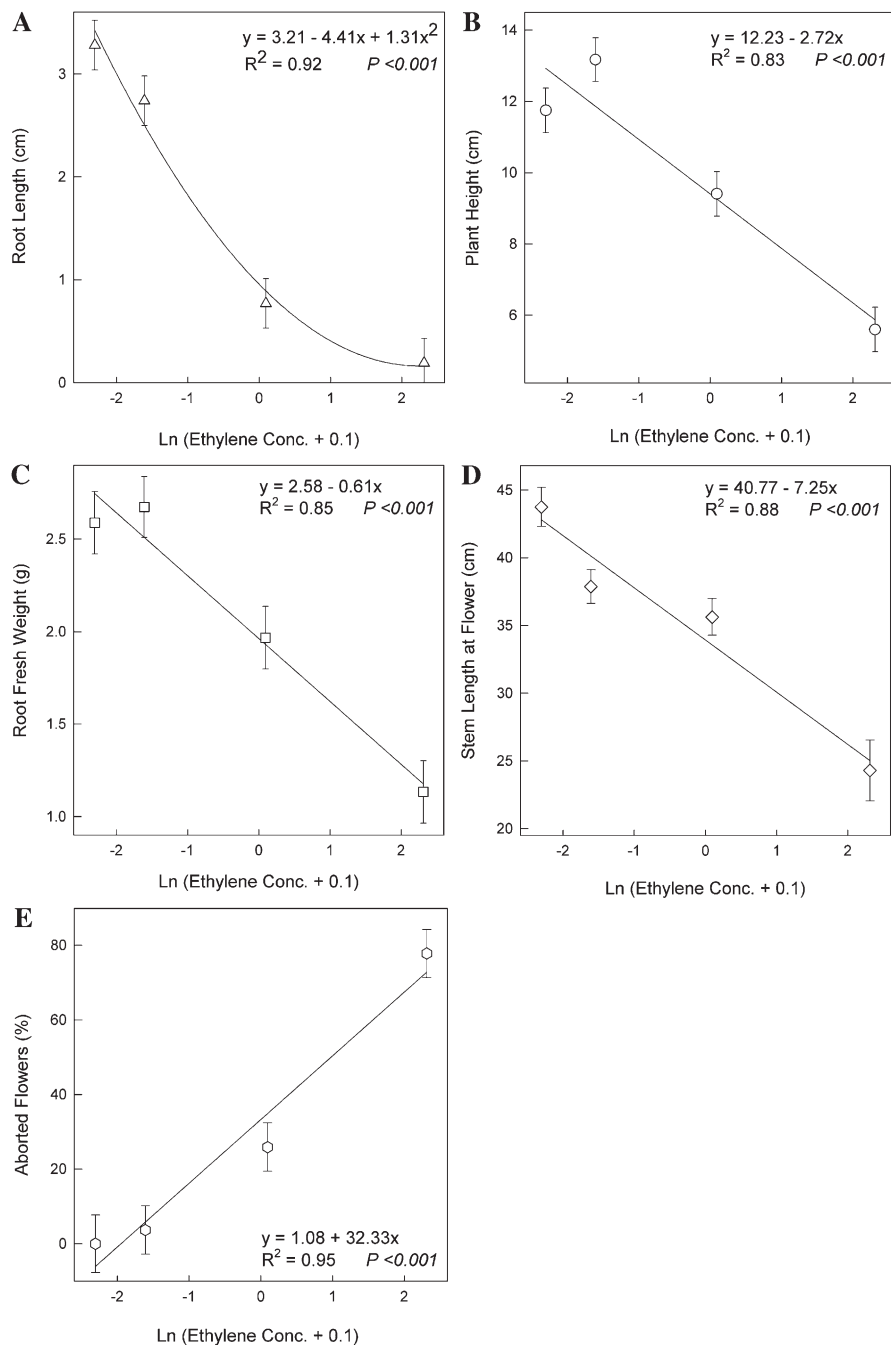 A
y = 3.21 - 4.41x + 1.31x²
R² = 0.92 P <0.001
3
2
1
0
Root Length (cm)
-2 -1 0 1 2
Ln (Ethylene Conc. + 0.1)
B
y = 12.23 - 2.72x
R² = 0.83 P <0.001
14
12
10
8
6
Plant Height (cm)
-2 -1 0 1 2
Ln (Ethylene Conc. + 0.1)
C
y = 2.58 - 0.61x
R² = 0.85 P <0.001
2.5
2.0
1.5
1.0
Root Fresh Weight (g)
-2 -1 0 1 2
Ln (Ethylene Conc. + 0.1)
D
y = 40.77 - 7.25x
R² = 0.88 P <0.001
45
40
35
30
25
20
Stem Length at Flower (cm)
-2 -1 0 1 2
Ln (Ethylene Conc. + 0.1)
E
80
60
40
20
0
Aborted Flowers (%)
y = 1.08 + 32.33x
R² = 0.95 P <0.001
-2 -1 0 1 2
Ln (Ethylene Conc. + 0.1)